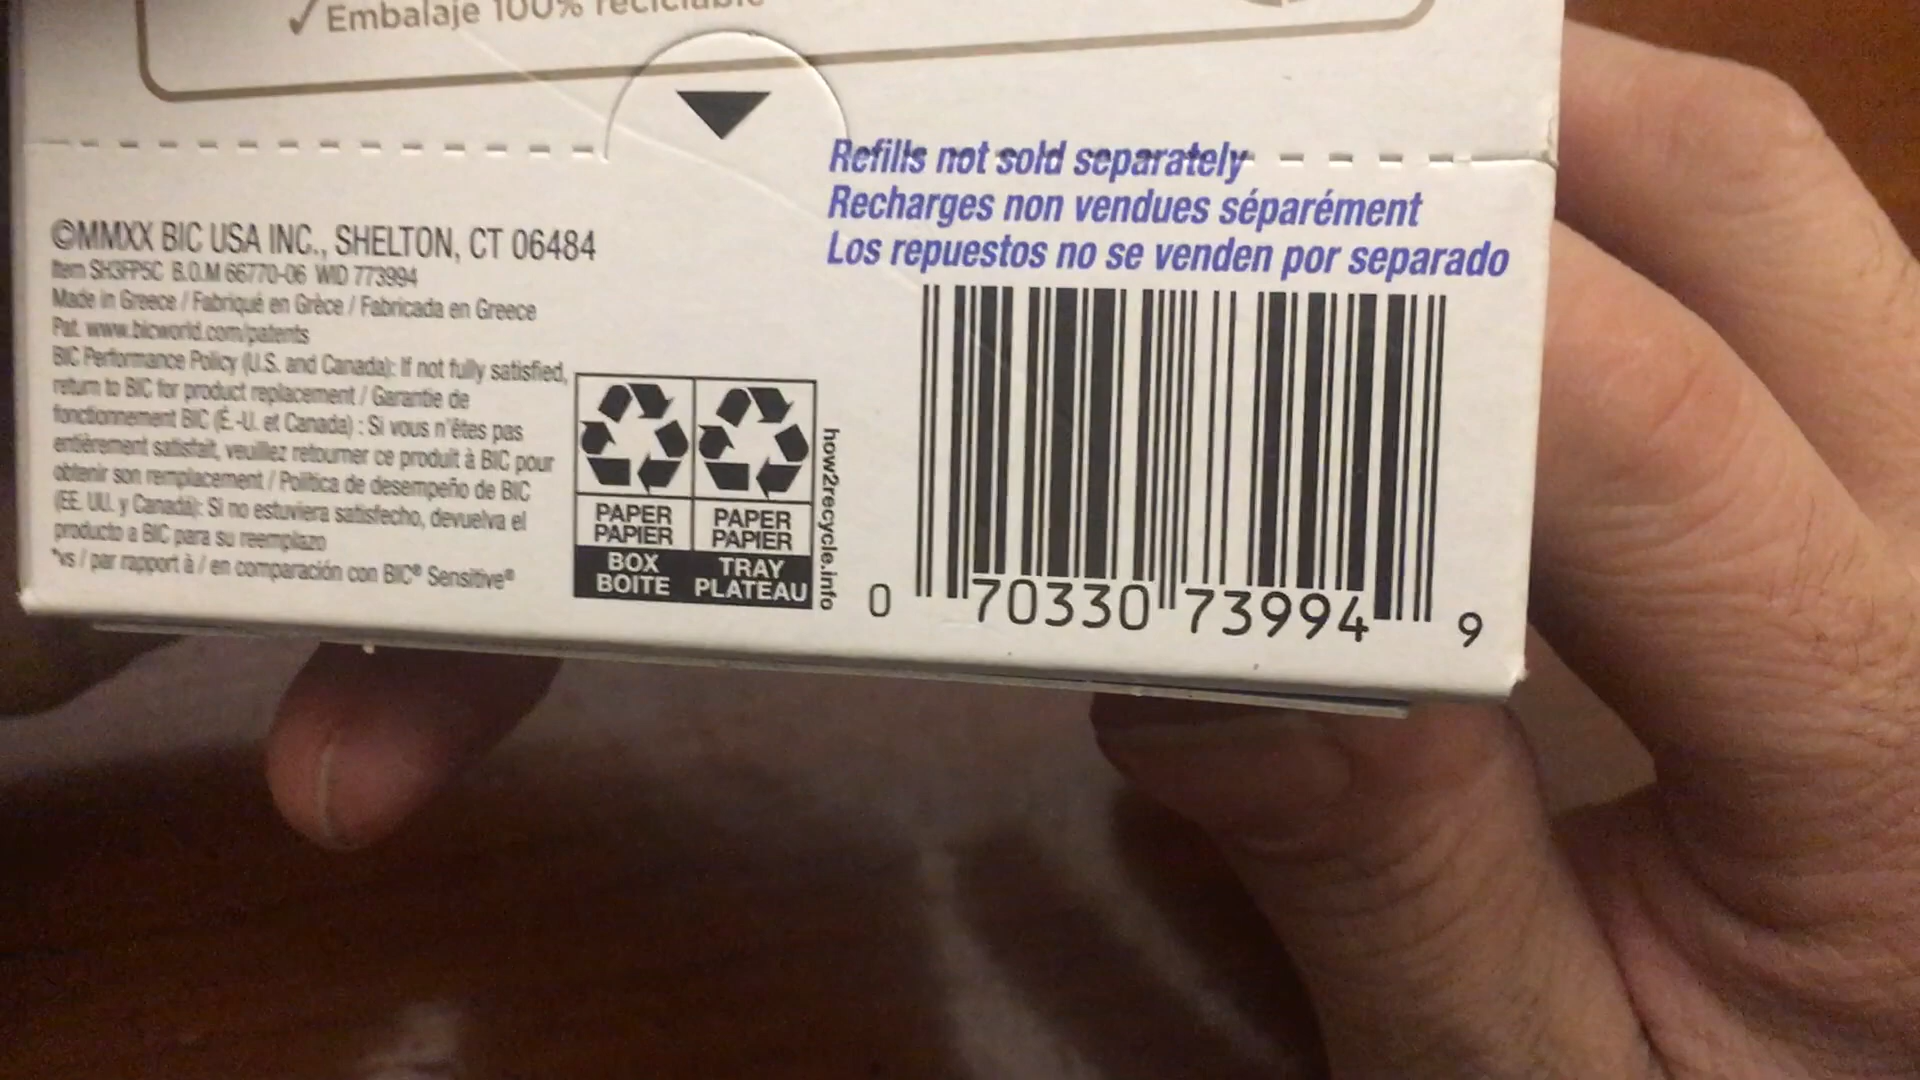 ✓Embalaje 100% reciclable
Refills not sold separately
Recharges non vendues séparément
Los repuestos no se venden por separado
©MMXX BIC USA INC., SHELTON, CT 06484
Item SH3FP5C B.O.M 66770-06 WID 773994
Made in Greece / Fabriqué en Grèce / Fabricada en Greece
Pat. www.bicworld.com/patents
BIC Performance Policy (U.S. and Canada): If not fully satisfied,
return to BIC for product replacement / Garantie de
fonctionnement BIC (É.-U. et Canada) : Si vous n'êtes pas
entièrement satisfait, veuillez retourner ce produit à BIC pour
obtenir son remplacement / Política de desempeño de BIC
(EE. UU. y Canadá): Si no estuviera satisfecho, devuelva el
producto a BIC para su reemplazo
*vs / par rapport à / en comparación con BIC® Sensitive®
PAPER
PAPIER
BOX
BOITE
PAPER
PAPIER
TRAY
PLATEAU
how2recycle.info
0 70330 73994 9